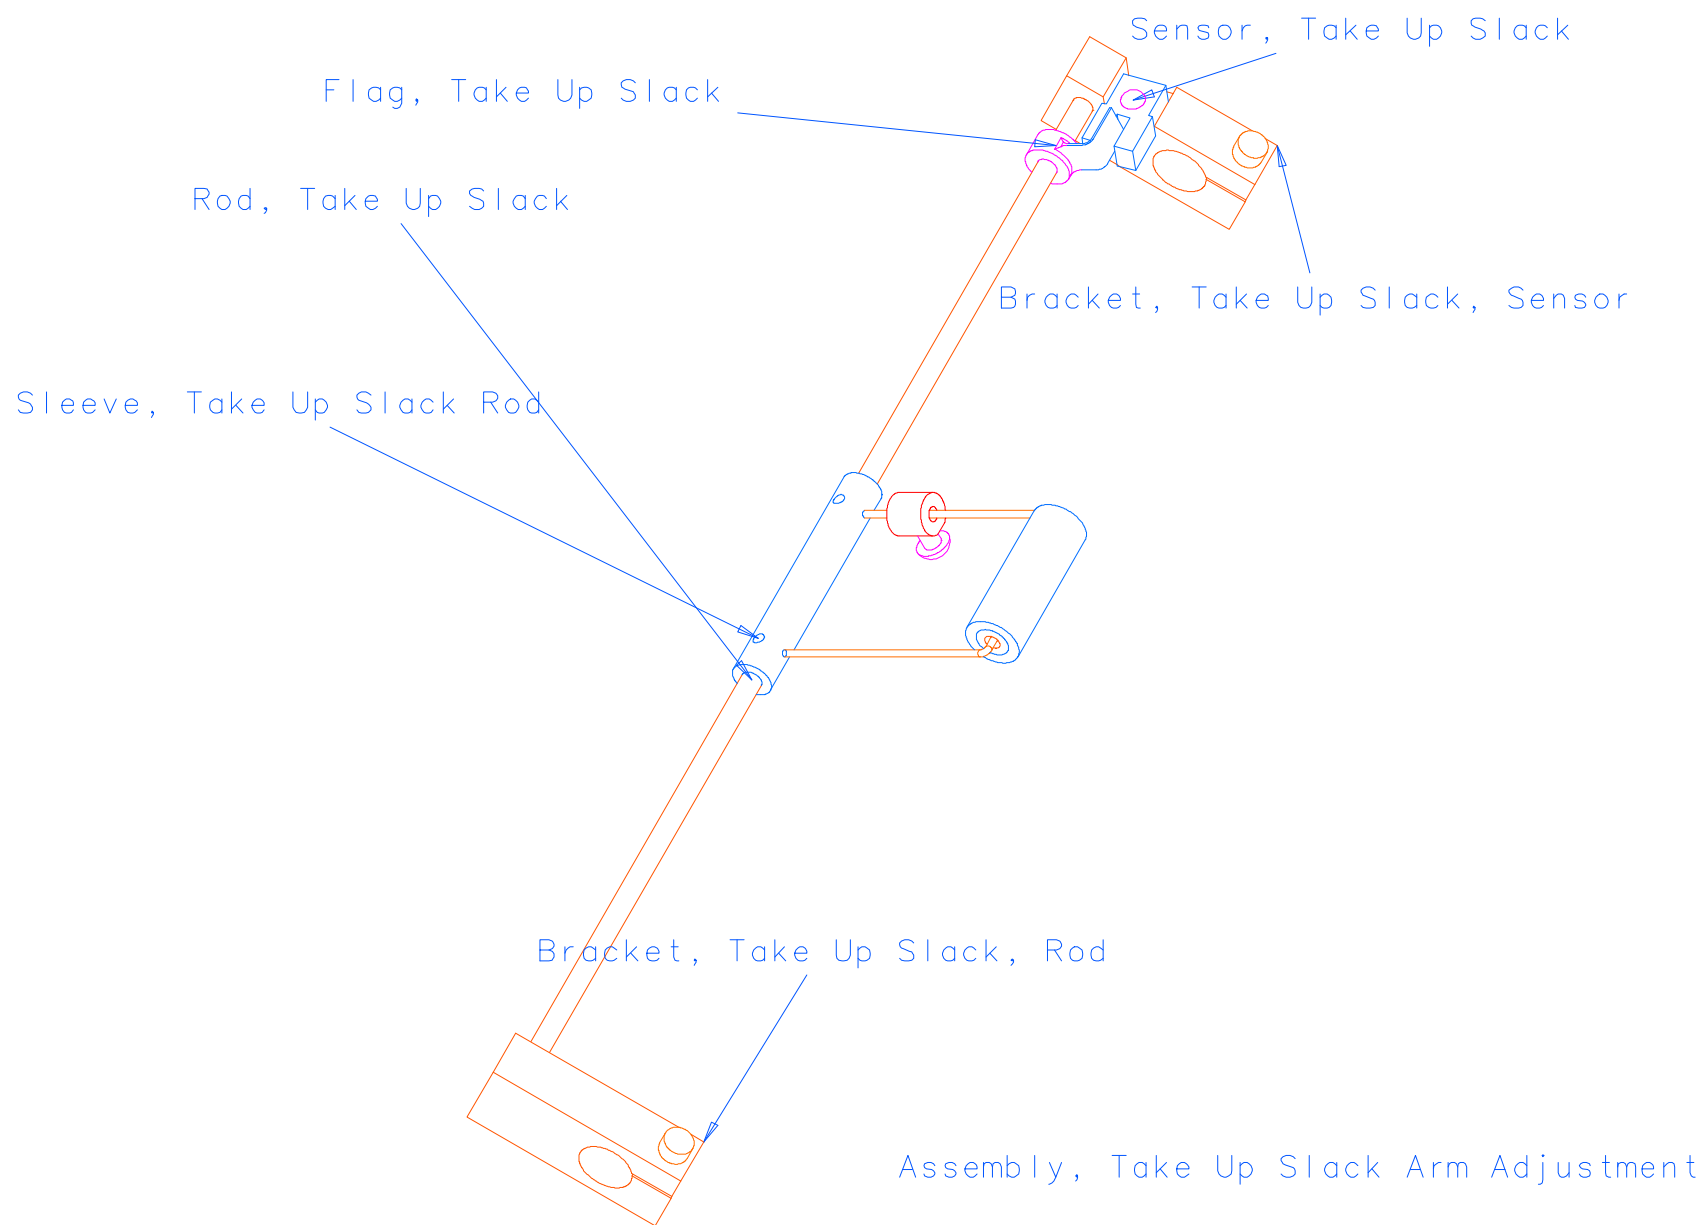 Sensor, Take Up Slack
Flag, Take Up Slack
Rod, Take Up Slack
Bracket, Take Up Slack, Sensor
Sleeve, Take Up Slack Rod
Bracket, Take Up Slack, Rod
Assembly, Take Up Slack Arm Adjustment